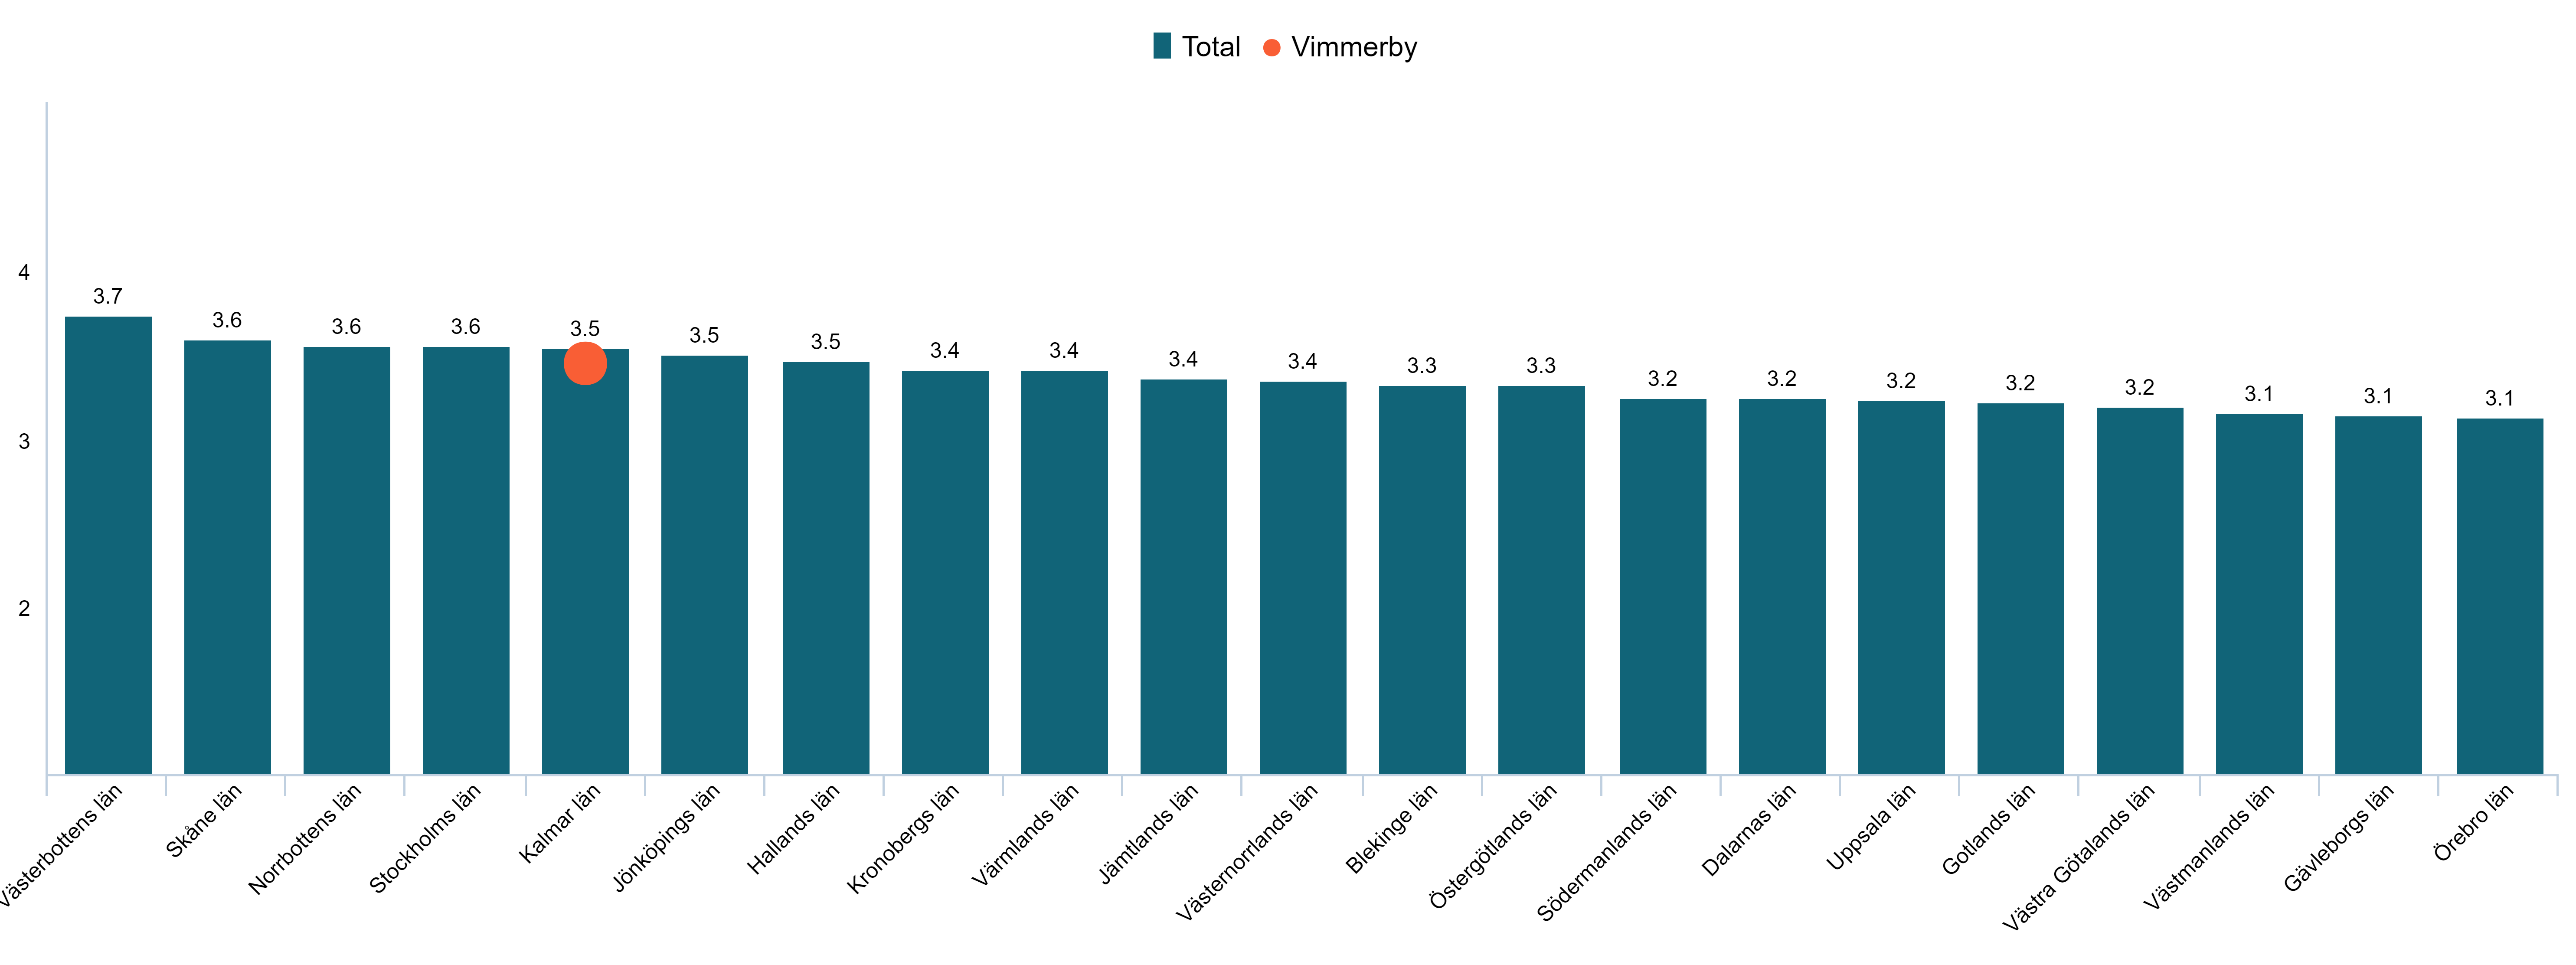 Total Vimmerby
4
3
2
3.7
3.6
3.6
3.6
3.5
3.5
3.5
3.4
3.4
3.4
3.4
3.3
3.3
3.2
3.2
3.2
3.2
3.2
3.1
3.1
3.1
Västerbottens län
Skåne län
Norrbottens län
Stockholms län
Kalmar län
Jönköpings län
Hallands län
Kronobergs län
Värmlands län
Jämtlands län
Västernorrlands län
Blekinge län
Östergötlands län
Södermanlands län
Dalarnas län
Uppsala län
Gotlands län
Västra Götalands län
Västmanlands län
Gävleborgs län
Örebro län